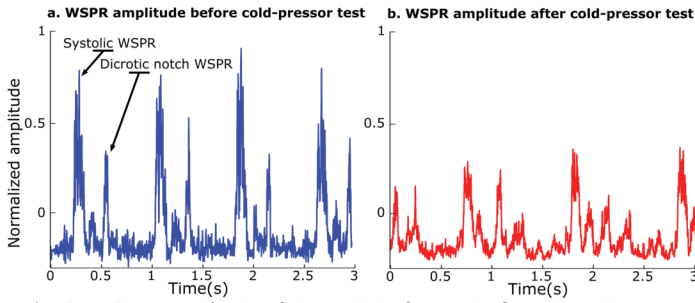 a. WSPR amplitude before cold-pressor test
b. WSPR amplitude after cold-pressor test
Systolic WSPR
Dicrotic notch WSPR
Normalized amplitude
1
0.5
0
0 0.5 1 1.5 2 2.5 3
Time(s)
1
0.5
0
0 0.5 1 1.5 2 2.5 3
Time(s)